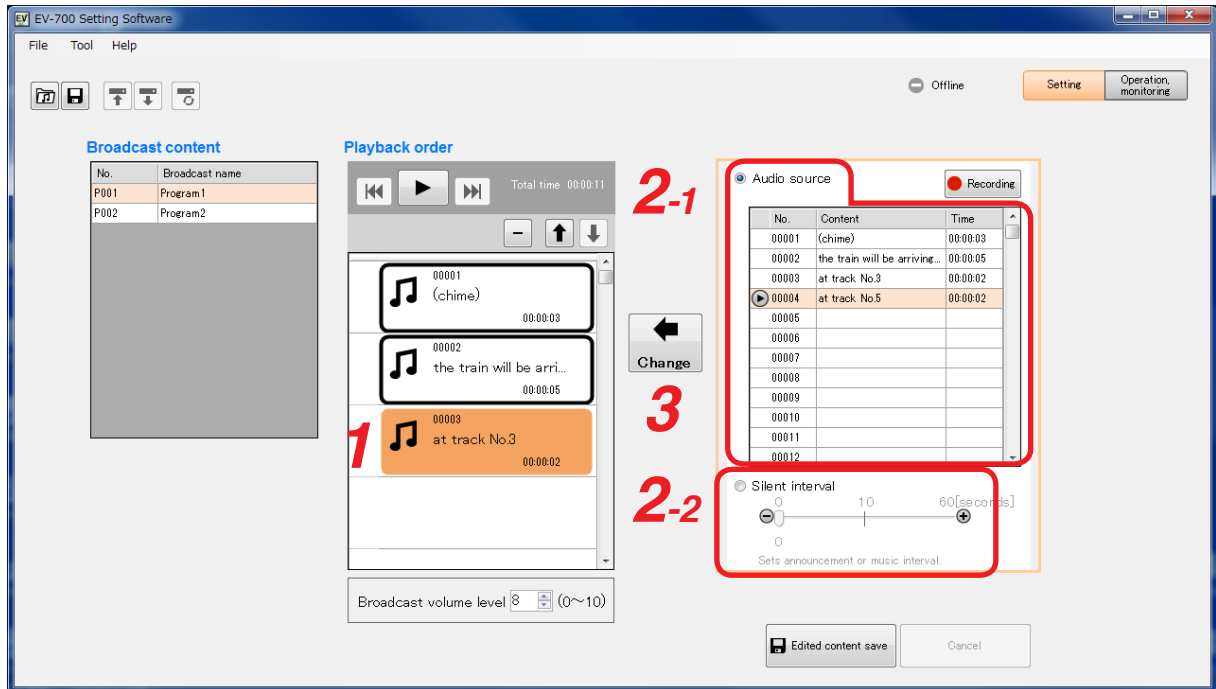 EV-700 Setting Software
File Tool Help
Offline
Setting
Operation,
monitoring
Broadcast content
No. Broadcast name
P001 Program1
P002 Program2
Playback order
Total time 00:00:11
00001
(chime)
00:00:03
00002
the train will be arri...
00:00:05
1
00003
at track No.3
00:00:02
Broadcast volume level 8 (0～10)
Change
3
2-1
Audio source
Recording
No. Content Time
00001 (chime) 00:00:03
00002 the train will be arriving... 00:00:05
00003 at track No.3 00:00:02
00004 at track No.5 00:00:02
00005
00006
00007
00008
00009
00010
00011
00012
2-2
Silent interval
0 10 60[seconds]
0
Sets announcement or music interval.
Edited content save
Cancel